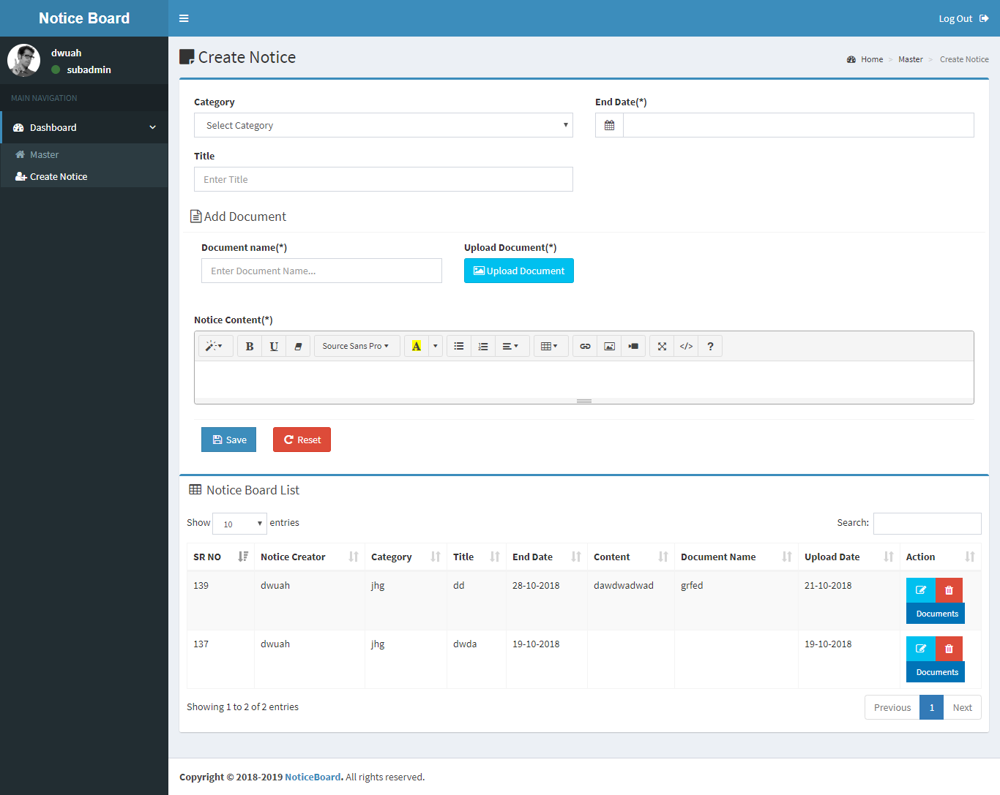 Notice Board
Log Out
dwuah
subadmin
MAIN NAVIGATION
Dashboard
Master
Create Notice
Create Notice
Home > Master > Create Notice
Category
End Date(*)
Select Category
Title
Enter Title
Add Document
Document name(*)
Upload Document(*)
Enter Document Name...
Upload Document
Notice Content(*)
B U Source Sans Pro A </> ?
Save Reset
Notice Board List
Show 10 entries
Search:
SR NO Notice Creator Category Title End Date Content Document Name Upload Date Action
139 dwuah jhg dd 28-10-2018 dawdwadwad grfed 21-10-2018
Documents
137 dwuah jhg dwda 19-10-2018 19-10-2018
Documents
Showing 1 to 2 of 2 entries
Previous 1 Next
Copyright © 2018-2019 NoticeBoard. All rights reserved.